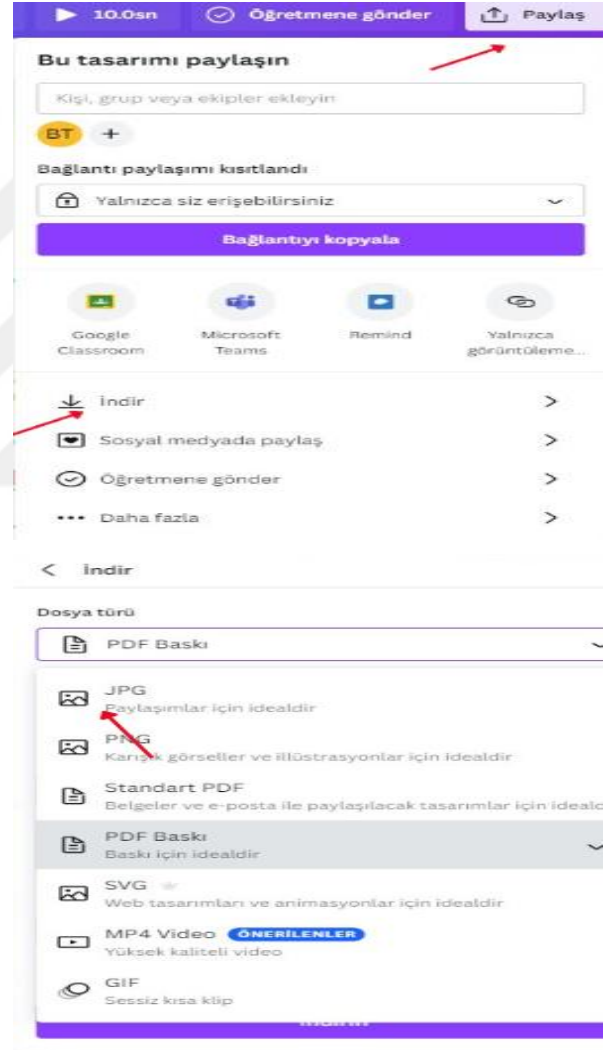 10.0sn Öğretmene gönder Paylaş
Bu tasarımı paylaşın
Kişi, grup veya ekipler ekleyin
BT +
Bağlantı paylaşımı kısıtlandı
Yalnızca siz erişebilirsiniz
Bağlantıyı kopyala
Google Classroom
Microsoft Teams
Remind
Yalnızca görüntüleme...
İndir
Sosyal medyada paylaş
Öğretmene gönder
Daha fazla
İndir
Dosya türü
PDF Baskı
JPG
Paylaşımlar için idealdir
PNG
Karışık görseller ve illüstrasyonlar için idealdir
Standart PDF
Belgeler ve e-posta ile paylaşılacak tasarımlar için ideald
PDF Baskı
Baskı için idealdir
SVG
Web tasarımları ve animasyonlar için idealdir
MP4 Video ÖNERİLENLER
Yüksek kaliteli video
GIF
Sessiz kısa klip